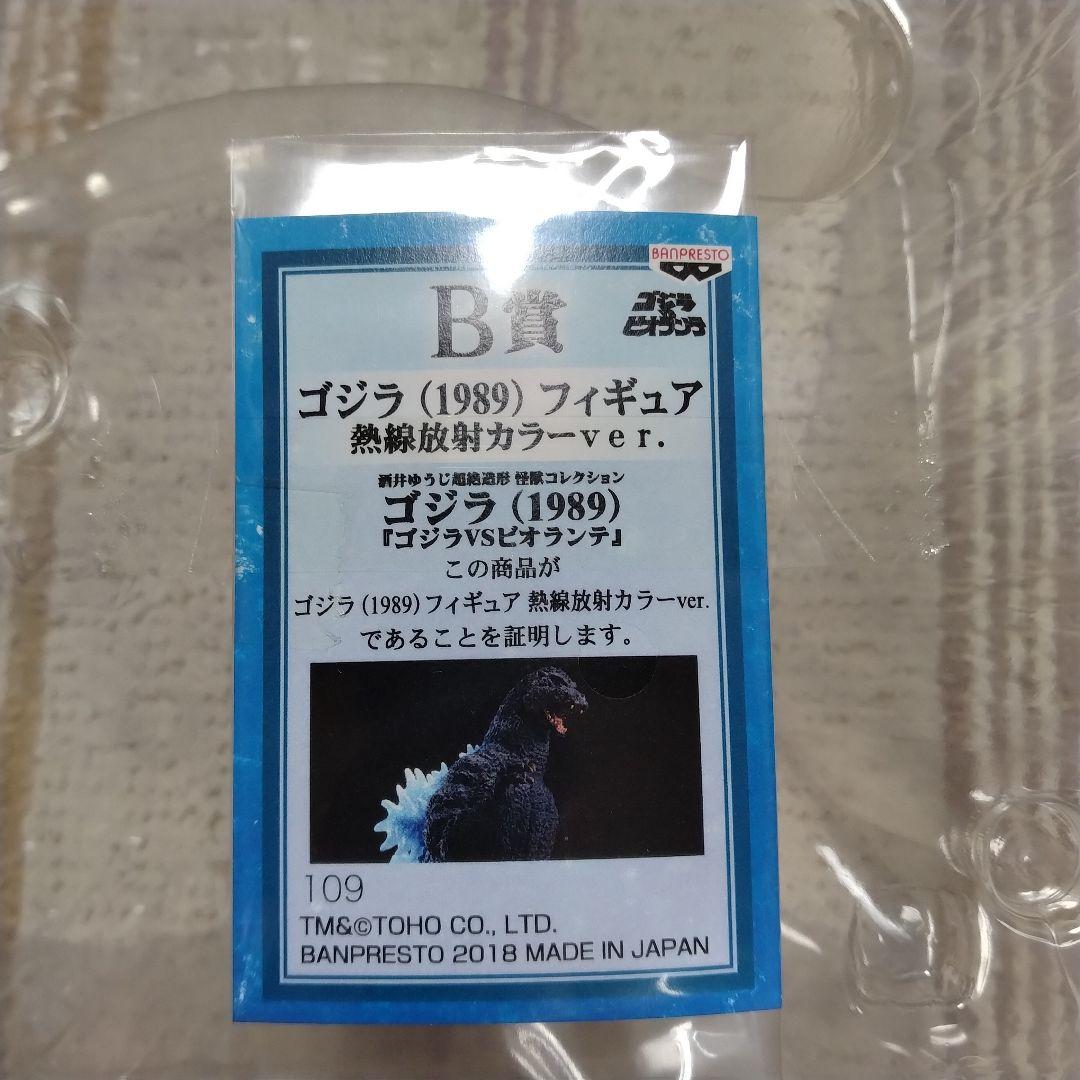 BANPRESTO
B賞
ゴジラ
VS
ビオランテ
ゴジラ（1989）フィギュア
熱線放射カラーver.
酒井ゆうじ超絶造形 怪獣コレクション
ゴジラ（1989）
『ゴジラVSビオランテ』
この商品が
ゴジラ（1989）フィギュア 熱線放射カラーver.
であることを証明します。
109
TM&©TOHO CO., LTD.
BANPRESTO 2018 MADE IN JAPAN